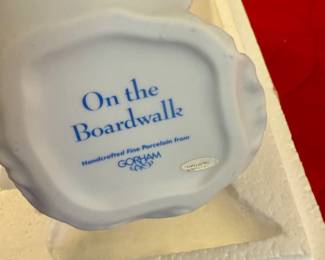 On the
Boardwalk
Handcrafted Fine Porcelain from
GORHAM